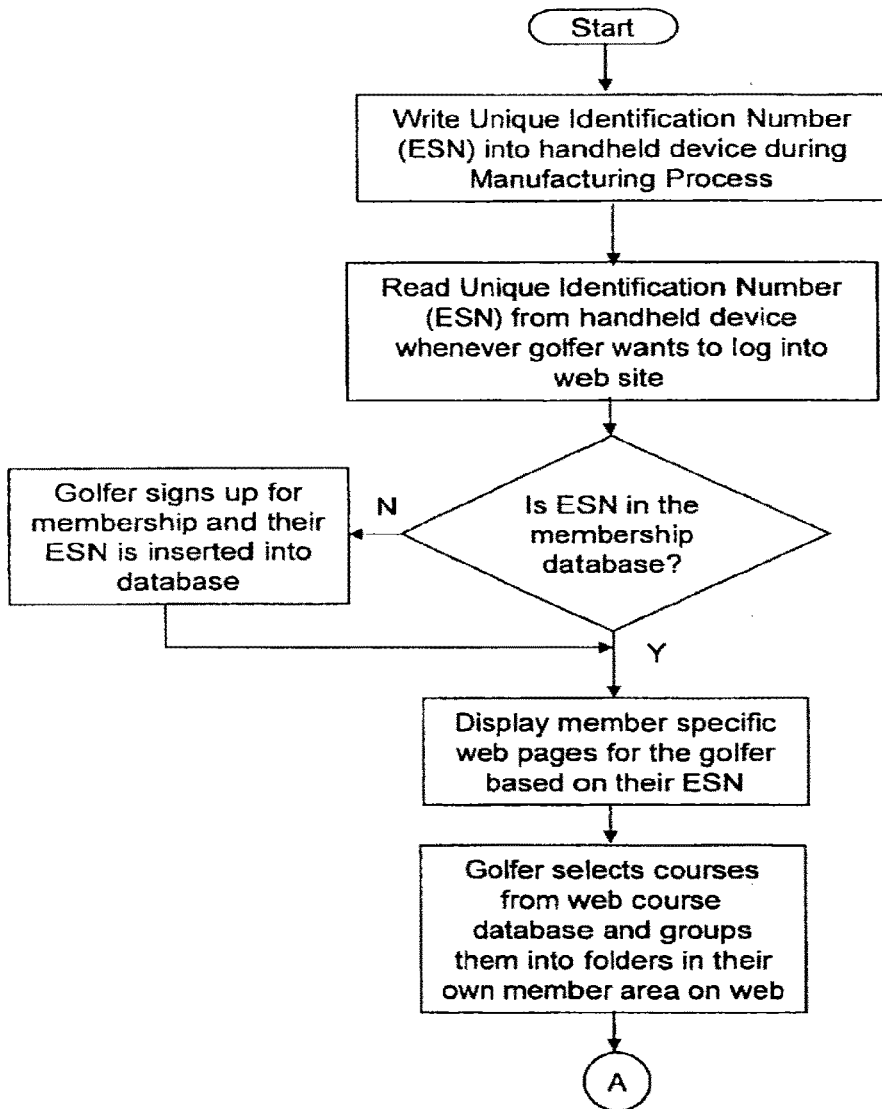 Start
Write Unique Identification Number
(ESN) into handheld device during
Manufacturing Process
Read Unique Identification Number
(ESN) from handheld device
whenever golfer wants to log into
web site
Is ESN in the
membership
database?
N
Golfer signs up for
membership and their
ESN is inserted into
database
Y
Display member specific
web pages for the golfer
based on their ESN
Golfer selects courses
from web course
database and groups
them into folders in their
own member area on web
A